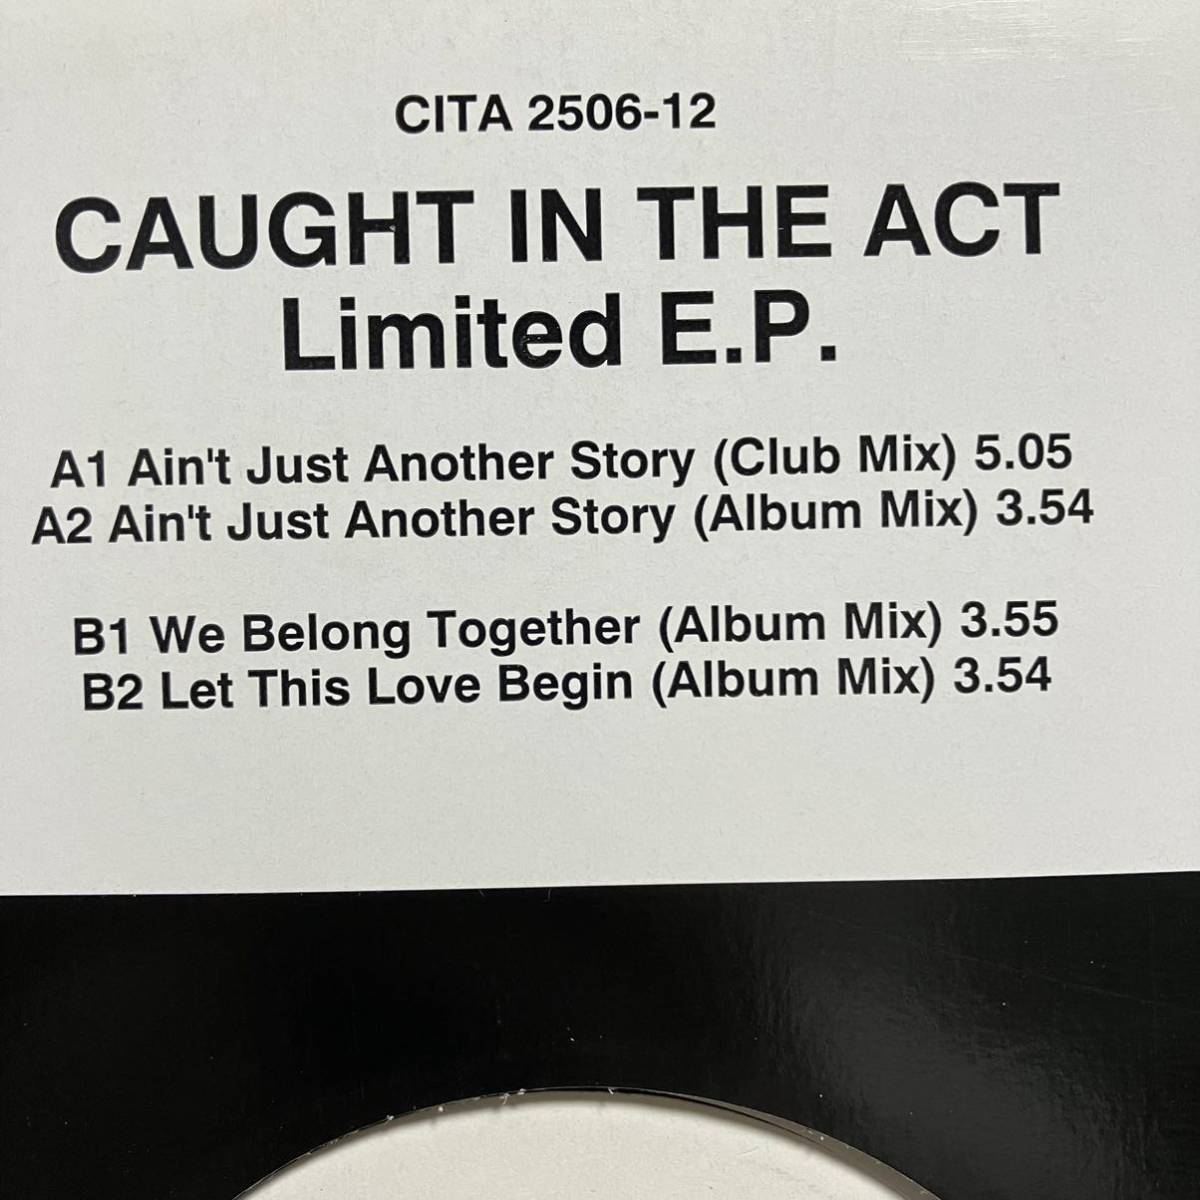 CITA 2506-12
CAUGHT IN THE ACT
Limited E.P.
A1 Ain't Just Another Story (Club Mix) 5.05
A2 Ain't Just Another Story (Album Mix) 3.54
B1 We Belong Together (Album Mix) 3.55
B2 Let This Love Begin (Album Mix) 3.54